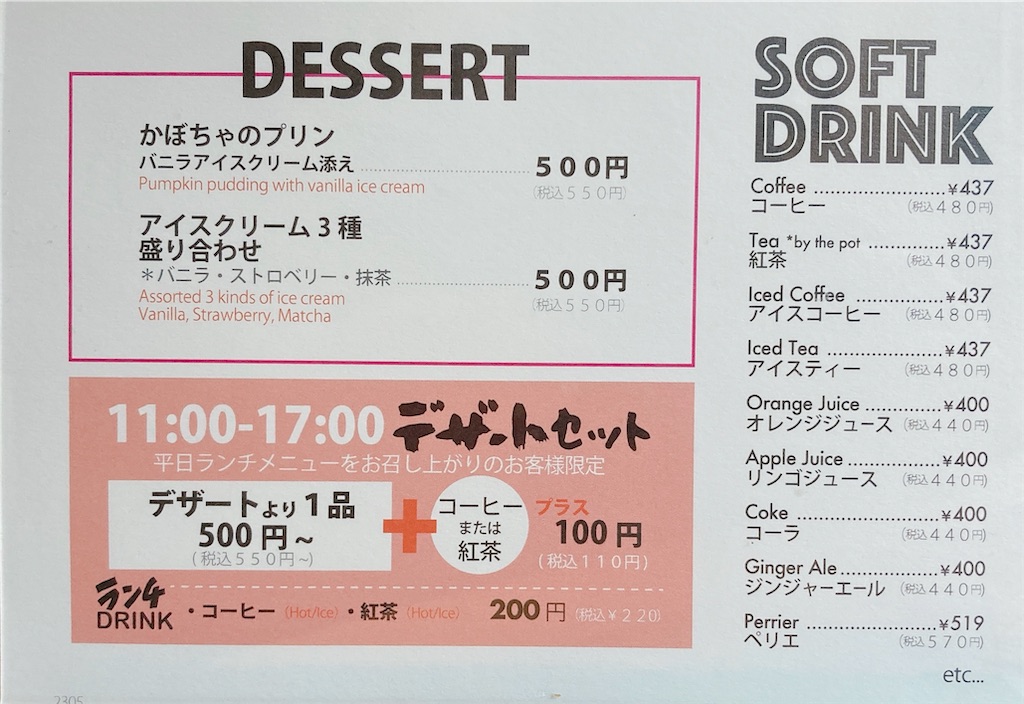 DESSERT
かぼちゃのプリン
バニラアイスクリーム添え ........................ 500円
Pumpkin pudding with vanilla ice cream (税込550円)
アイスクリーム3種
盛り合わせ
＊バニラ・ストロベリー・抹茶 ........................ 500円
Assorted 3 kinds of ice cream (税込550円)
Vanilla, Strawberry, Matcha
11:00-17:00 デザートセット
平日ランチメニューをお召し上がりのお客様限定
デザートより1品
500円～
(税込550円～)
+
コーヒー
または
紅茶
プラス
100円
(税込110円)
ランチ
DRINK ・コーヒー (Hot/Ice) ・紅茶 (Hot/Ice) 200円 (税込¥220)
SOFT
DRINK
Coffee ........................ ¥437
コーヒー (税込480円)
Tea *by the pot ............... ¥437
紅茶 (税込480円)
Iced Coffee ................ ¥437
アイスコーヒー (税込480円)
Iced Tea ..................... ¥437
アイスティー (税込480円)
Orange Juice .............. ¥400
オレンジジュース (税込440円)
Apple Juice ................. ¥400
リンゴジュース (税込440円)
Coke .......................... ¥400
コーラ (税込440円)
Ginger Ale .................. ¥400
ジンジャーエール (税込440円)
Perrier ........................ ¥519
ペリエ (税込570円)
etc...
2305